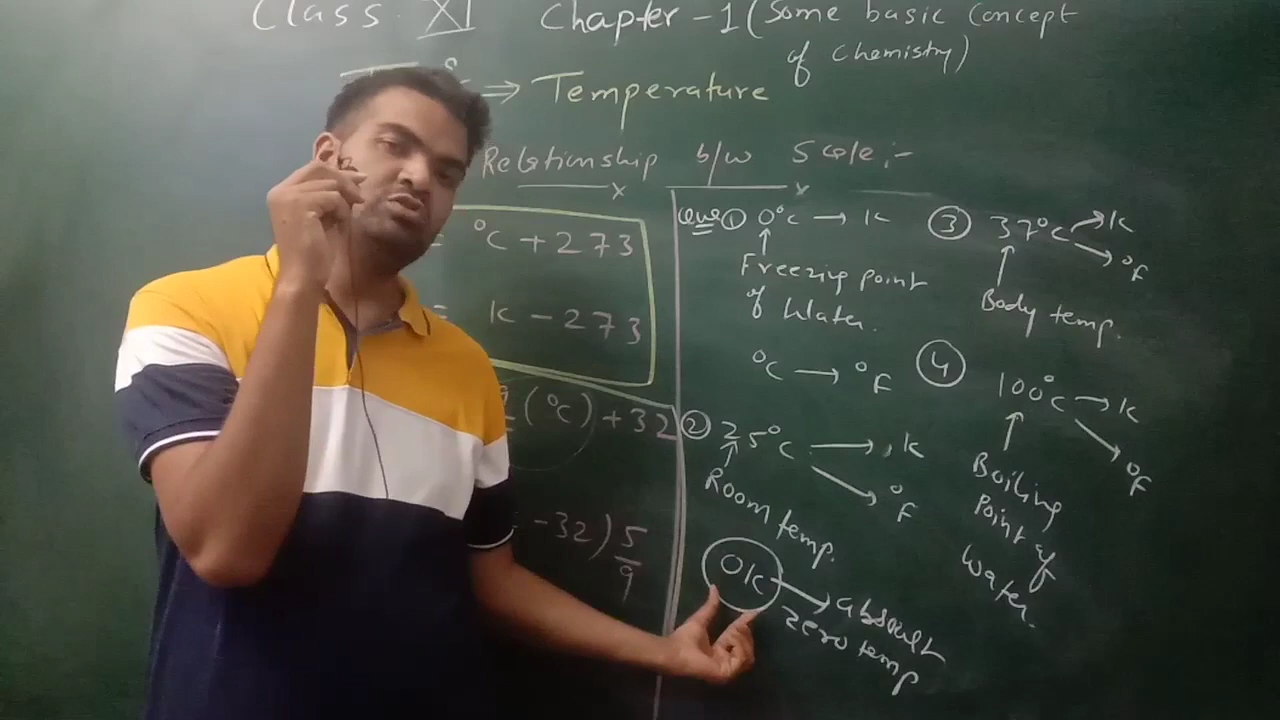 Class XI Chapter-1 (Some basic Concept
of Chemistry)
⇒ Temperature
Relationship b/w Scale:-
= °C + 273
= K - 273
(°C) + 32
- 32) 5/9
Que ① 0°C → K
Freezing point
of Water.
°C → °F
② 25°C → K
→ °F
Room temp.
0K → absault
zero temp
③ 37°C → K
→ °F
Body temp.
④ 100°C → K
→ °F
Boiling
Point of
Water.